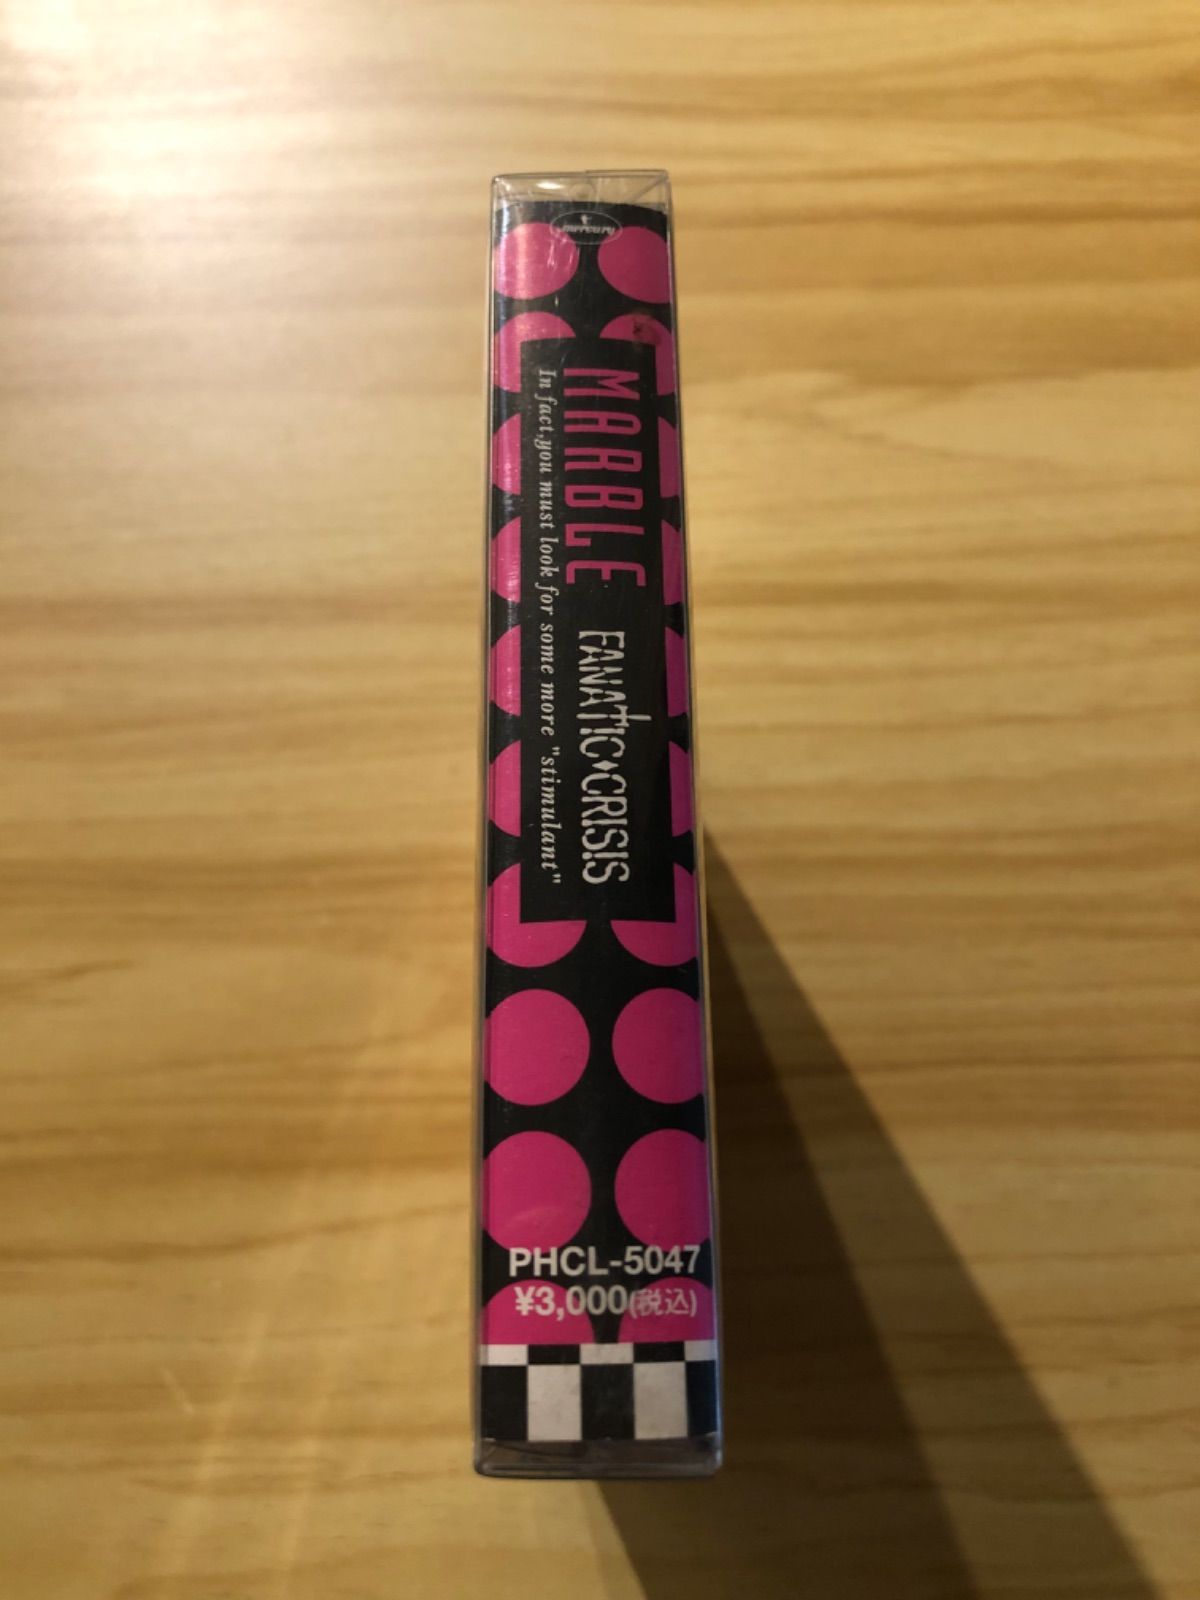 mercury
MARBLE
FANATIC◆CRISIS
In fact,you must look for some more "stimulant"
PHCL-5047
¥3,000(税込)